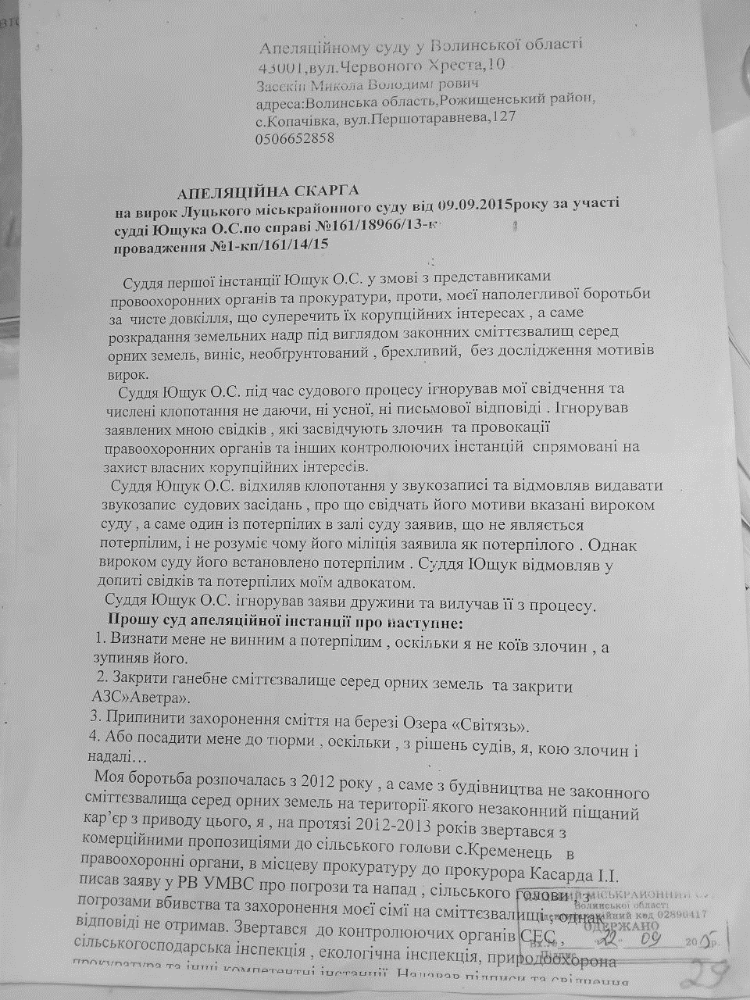 Апеляційному суду у Волинської області
43001,вул.Червоного Хреста,10
Засєкін Микола Володими рович
адреса:Волинська область,Рожищенський район,
с.Копачівка, вул.Першотаравнева,127
0506652858
АПЕЛЯЦІЙНА СКАРГА
на вирок Луцького міськрайонного суду від 09.09.2015року за участі
судді Ющука О.С.по справі №161/18966/13-к
провадження №1-кп/161/14/15
Суддя першої інстанції Ющук О.С. у змові з представниками
провоохоронних органів та прокуратури, проти, моєї наполегливої боротьби
за чисте довкілля, що суперечить їх корупційних інтересах , а саме
розкрадання земельних надр під виглядом законних сміттєзвалищ серед
орних земель, виніс, необґрунтований , брехливий, без дослідження мотивів
вирок.
Суддя Ющук О.С. під час судового процесу ігнорував мої свідчення та
числені клопотання не даючи, ні усної, ні письмової відповіді . Ігнорував
заявлених мною свідків , які засвідчують злочин та провокації
правоохоронних органів та інших контролюючих інстанцій спрямовані на
захист власних корупційних інтересів.
Суддя Ющук О.С. відхиляв клопотання у звукозаписі та відмовляв видавати
звукозапис судових засідань , про що свідчать його мотиви вказані вироком
суду , а саме один із потерпілих в залі суду заявив, що не являється
потерпілим, і не розуміє чому його міліція заявила як потерпілого . Однак
вироком суду його встановлено потерпілим . Суддя Ющук відмовляв у
допиті свідків та потерпілих моїм адвокатом.
Суддя Ющук О.С. ігнорував заяви дружини та вилучав її з процесу.
Прошу суд апеляційної інстанції про наступне:
1. Визнати мене не винним а потерпілим , оскільки я не коїв злочин , а
зупиняв його.
2. Закрити ганебне сміттєзвалище серед орних земель та закрити
АЗС»Аветра».
3. Припинити захоронення сміття на березі Озера «Світязь».
4. Або посадити мене до тюрми , оскільки , з рішень судів, я, кою злочин і
надалі…
Моя боротьба розпочалась з 2012 року , а саме з будівництва не законного
сміттєзвалища серед орних земель на території якого незаконний піщаний
кар’єр з приводу цього, я , на протязі 2012-2013 років звертався з
комерційними пропозиціями до сільського голови с.Кременець в
правоохоронні органи, в місцеву прокуратуру до прокурора Касарда І.І.
писав заяву у РВ УМВС про погрози та напад , сільського голови , з
погрозами вбивства та захоронення моєї сімї на сміттєзвалищі , однак
відповіді не отримав. Звертався до контролюючих органів СЕС ,
сільськогосподарська інспекція , екологічна інспекція, природоохорона
прокуратура та інші компетентні інстанції. Надавав підписи та свідчення
МІСЬКРАЙОННИЙ
Волинської області
Ідентифікаційний код 02890417
ОДЕРЖАНО
Вх.№ "22" 09 2015р.
Підпис
29